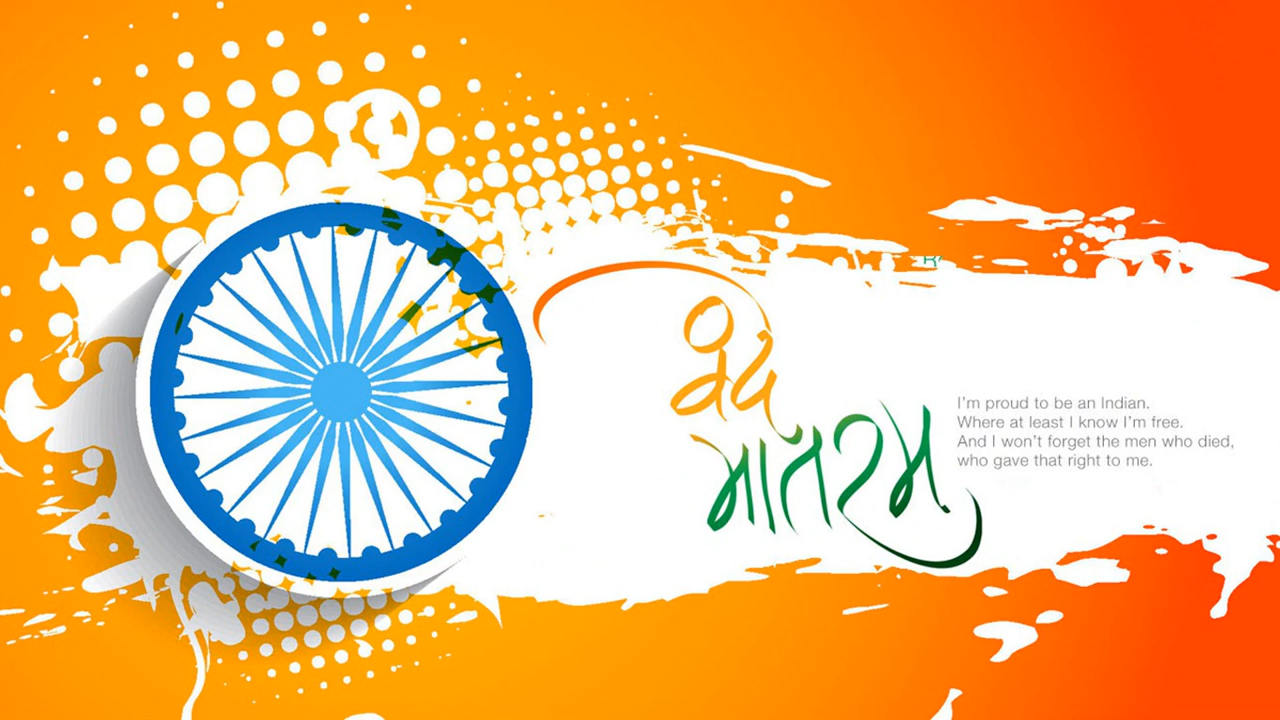 વંદે
માતરમ્
I'm proud to be an Indian.
Where at least I know I'm free.
And I won't forget the men who died,
who gave that right to me.